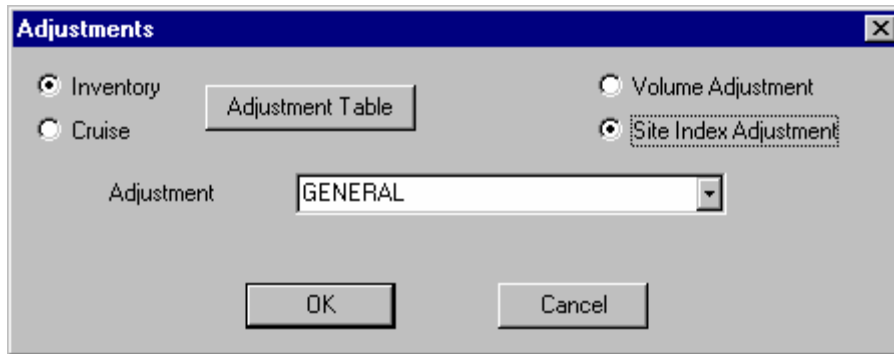 Adjustments
Inventory
Adjustment Table
Volume Adjustment
Cruise
Site Index Adjustment
Adjustment
GENERAL
OK
Cancel